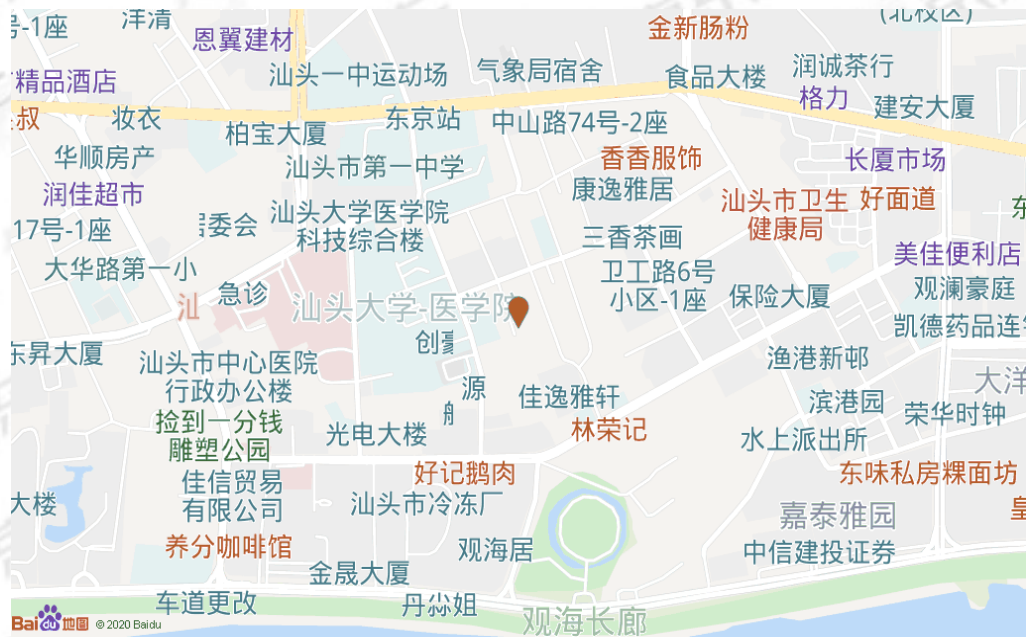 号-1座
洋清
恩翼建材
金新肠粉
(北校区)
精品酒店
汕头一中运动场
气象局宿舍
食品大楼
润诚茶行
格力
叔
妆衣
柏宝大厦
东京站
中山路74号-2座
建安大厦
华顺房产
汕头市第一中学
香香服饰
长厦市场
润佳超市
康逸雅居
汕头市卫生
健康局
好面道
17号-1座
居委会
汕头大学医学院
科技综合楼
三香茶画
东
大华路第一小
急诊
卫工路6号
小区-1座
美佳便利店
观澜豪庭
汕
汕头大学-医学院
保险大厦
凯德药品连
东昇大厦
创豪
汕头市中心医院
行政办公楼
源
渔港新邨
大洋
佳逸雅轩
滨港园
荣华时钟
捡到一分钱
雕塑公园
光电大楼
林荣记
水上派出所
好记鹅肉
东味私房粿面坊
佳信贸易
有限公司
大楼
汕头市冷冻厂
嘉泰雅园
皇
养分咖啡馆
观海居
中信建投证券
金晟大厦
车道更改
丹姐
观海长廊
Bai du 地图 © 2020 Baidu